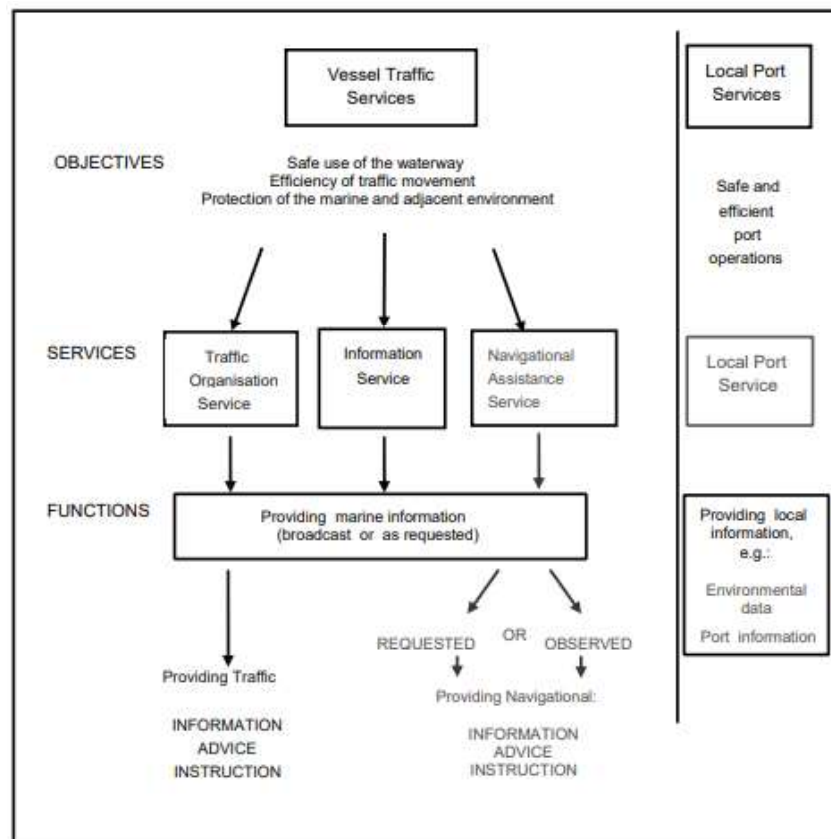 Vessel Traffic
Services
Local Port
Services
OBJECTIVES
Safe use of the waterway
Efficiency of traffic movement
Protection of the marine and adjacent environment
Safe and
efficient
port
operations
SERVICES
Traffic
Organisation
Service
Information
Service
Navigational
Assistance
Service
Local Port
Service
FUNCTIONS
Providing marine information
(broadcast or as requested)
Providing local
information,
e.g.:
Environmental
data
Port information
REQUESTED OR OBSERVED
Providing Traffic
INFORMATION
ADVICE
INSTRUCTION
Providing Navigational:
INFORMATION
ADVICE
INSTRUCTION